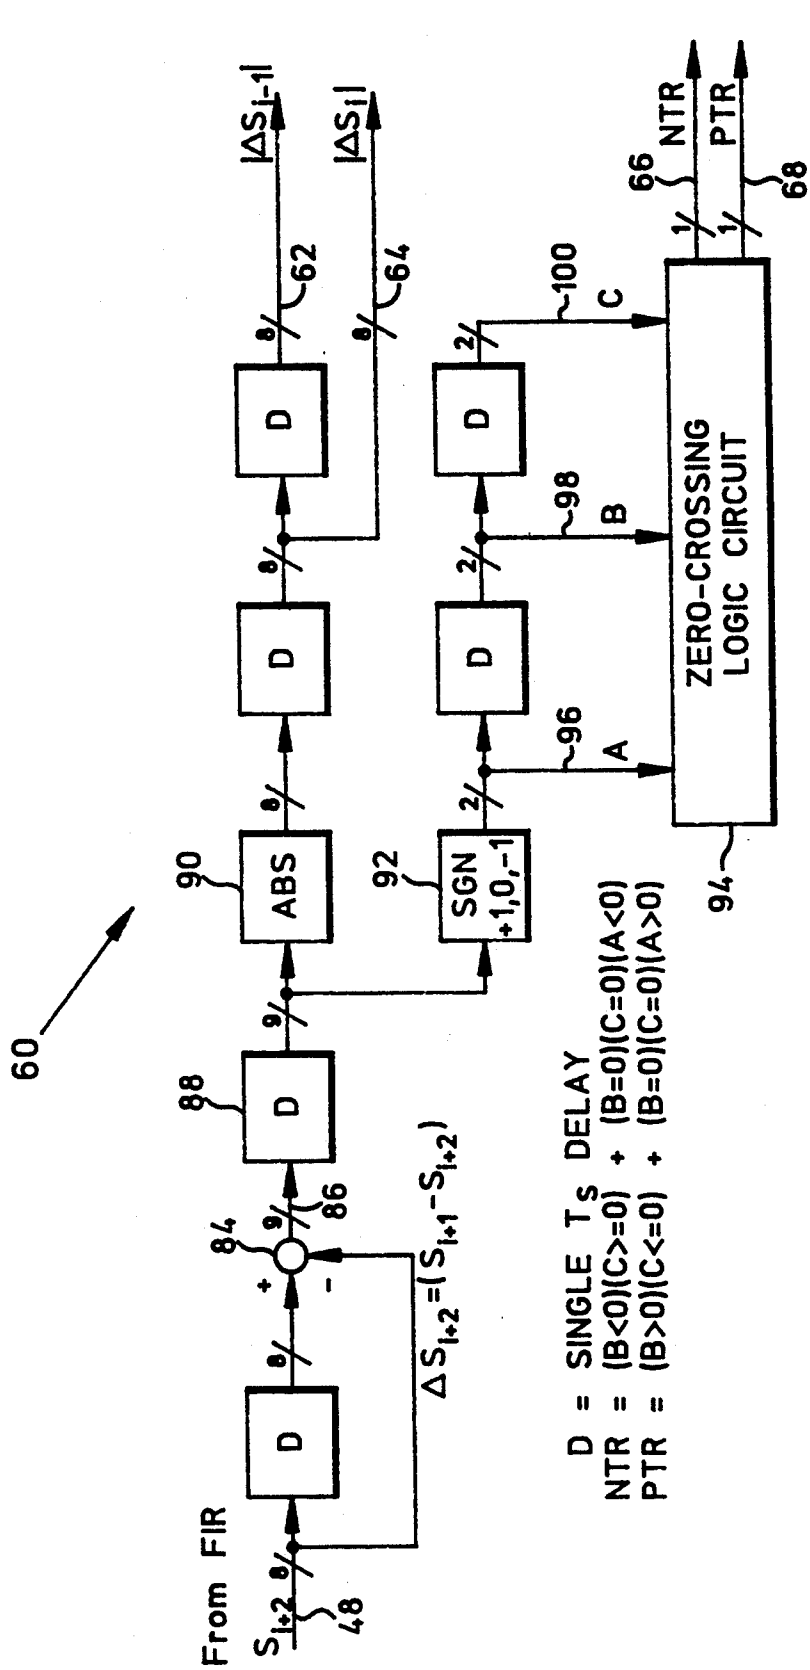 60
From FIR
S_{i+2}
48
8
D
8
+
-
84
9
86
ΔS_{i+2}=(S_{i+1}-S_{i+2})
88
D
9
90
ABS
8
D
8
D
8
62
|ΔS_{i-1}|
8
64
|ΔS_i|
92
SGN
+1,0,-1
2
D
2
D
2
96
A
98
B
100
C
ZERO-CROSSING
LOGIC CIRCUIT
94
1
66
NTR
1
68
PTR
D = SINGLE T_S DELAY
NTR = (B<0)(C>=0) + (B=0)(C=0)(A<0)
PTR = (B>0)(C<=0) + (B=0)(C=0)(A>0)